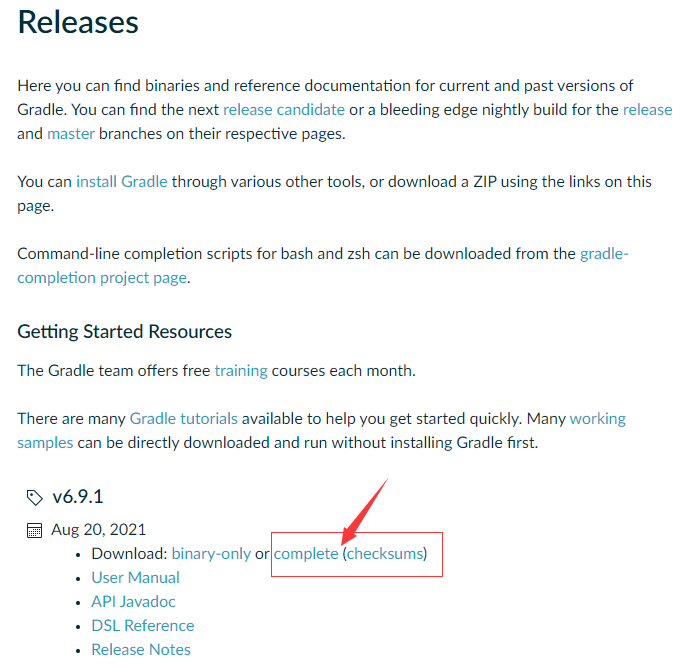 Releases
Here you can find binaries and reference documentation for current and past versions of
Gradle. You can find the next release candidate or a bleeding edge nightly build for the release
and master branches on their respective pages.
You can install Gradle through various other tools, or download a ZIP using the links on this
page.
Command-line completion scripts for bash and zsh can be downloaded from the gradle-
completion project page.
Getting Started Resources
The Gradle team offers free training courses each month.
There are many Gradle tutorials available to help you get started quickly. Many working
samples can be directly downloaded and run without installing Gradle first.
v6.9.1
Aug 20, 2021
• Download: binary-only or complete (checksums)
• User Manual
• API Javadoc
• DSL Reference
• Release Notes